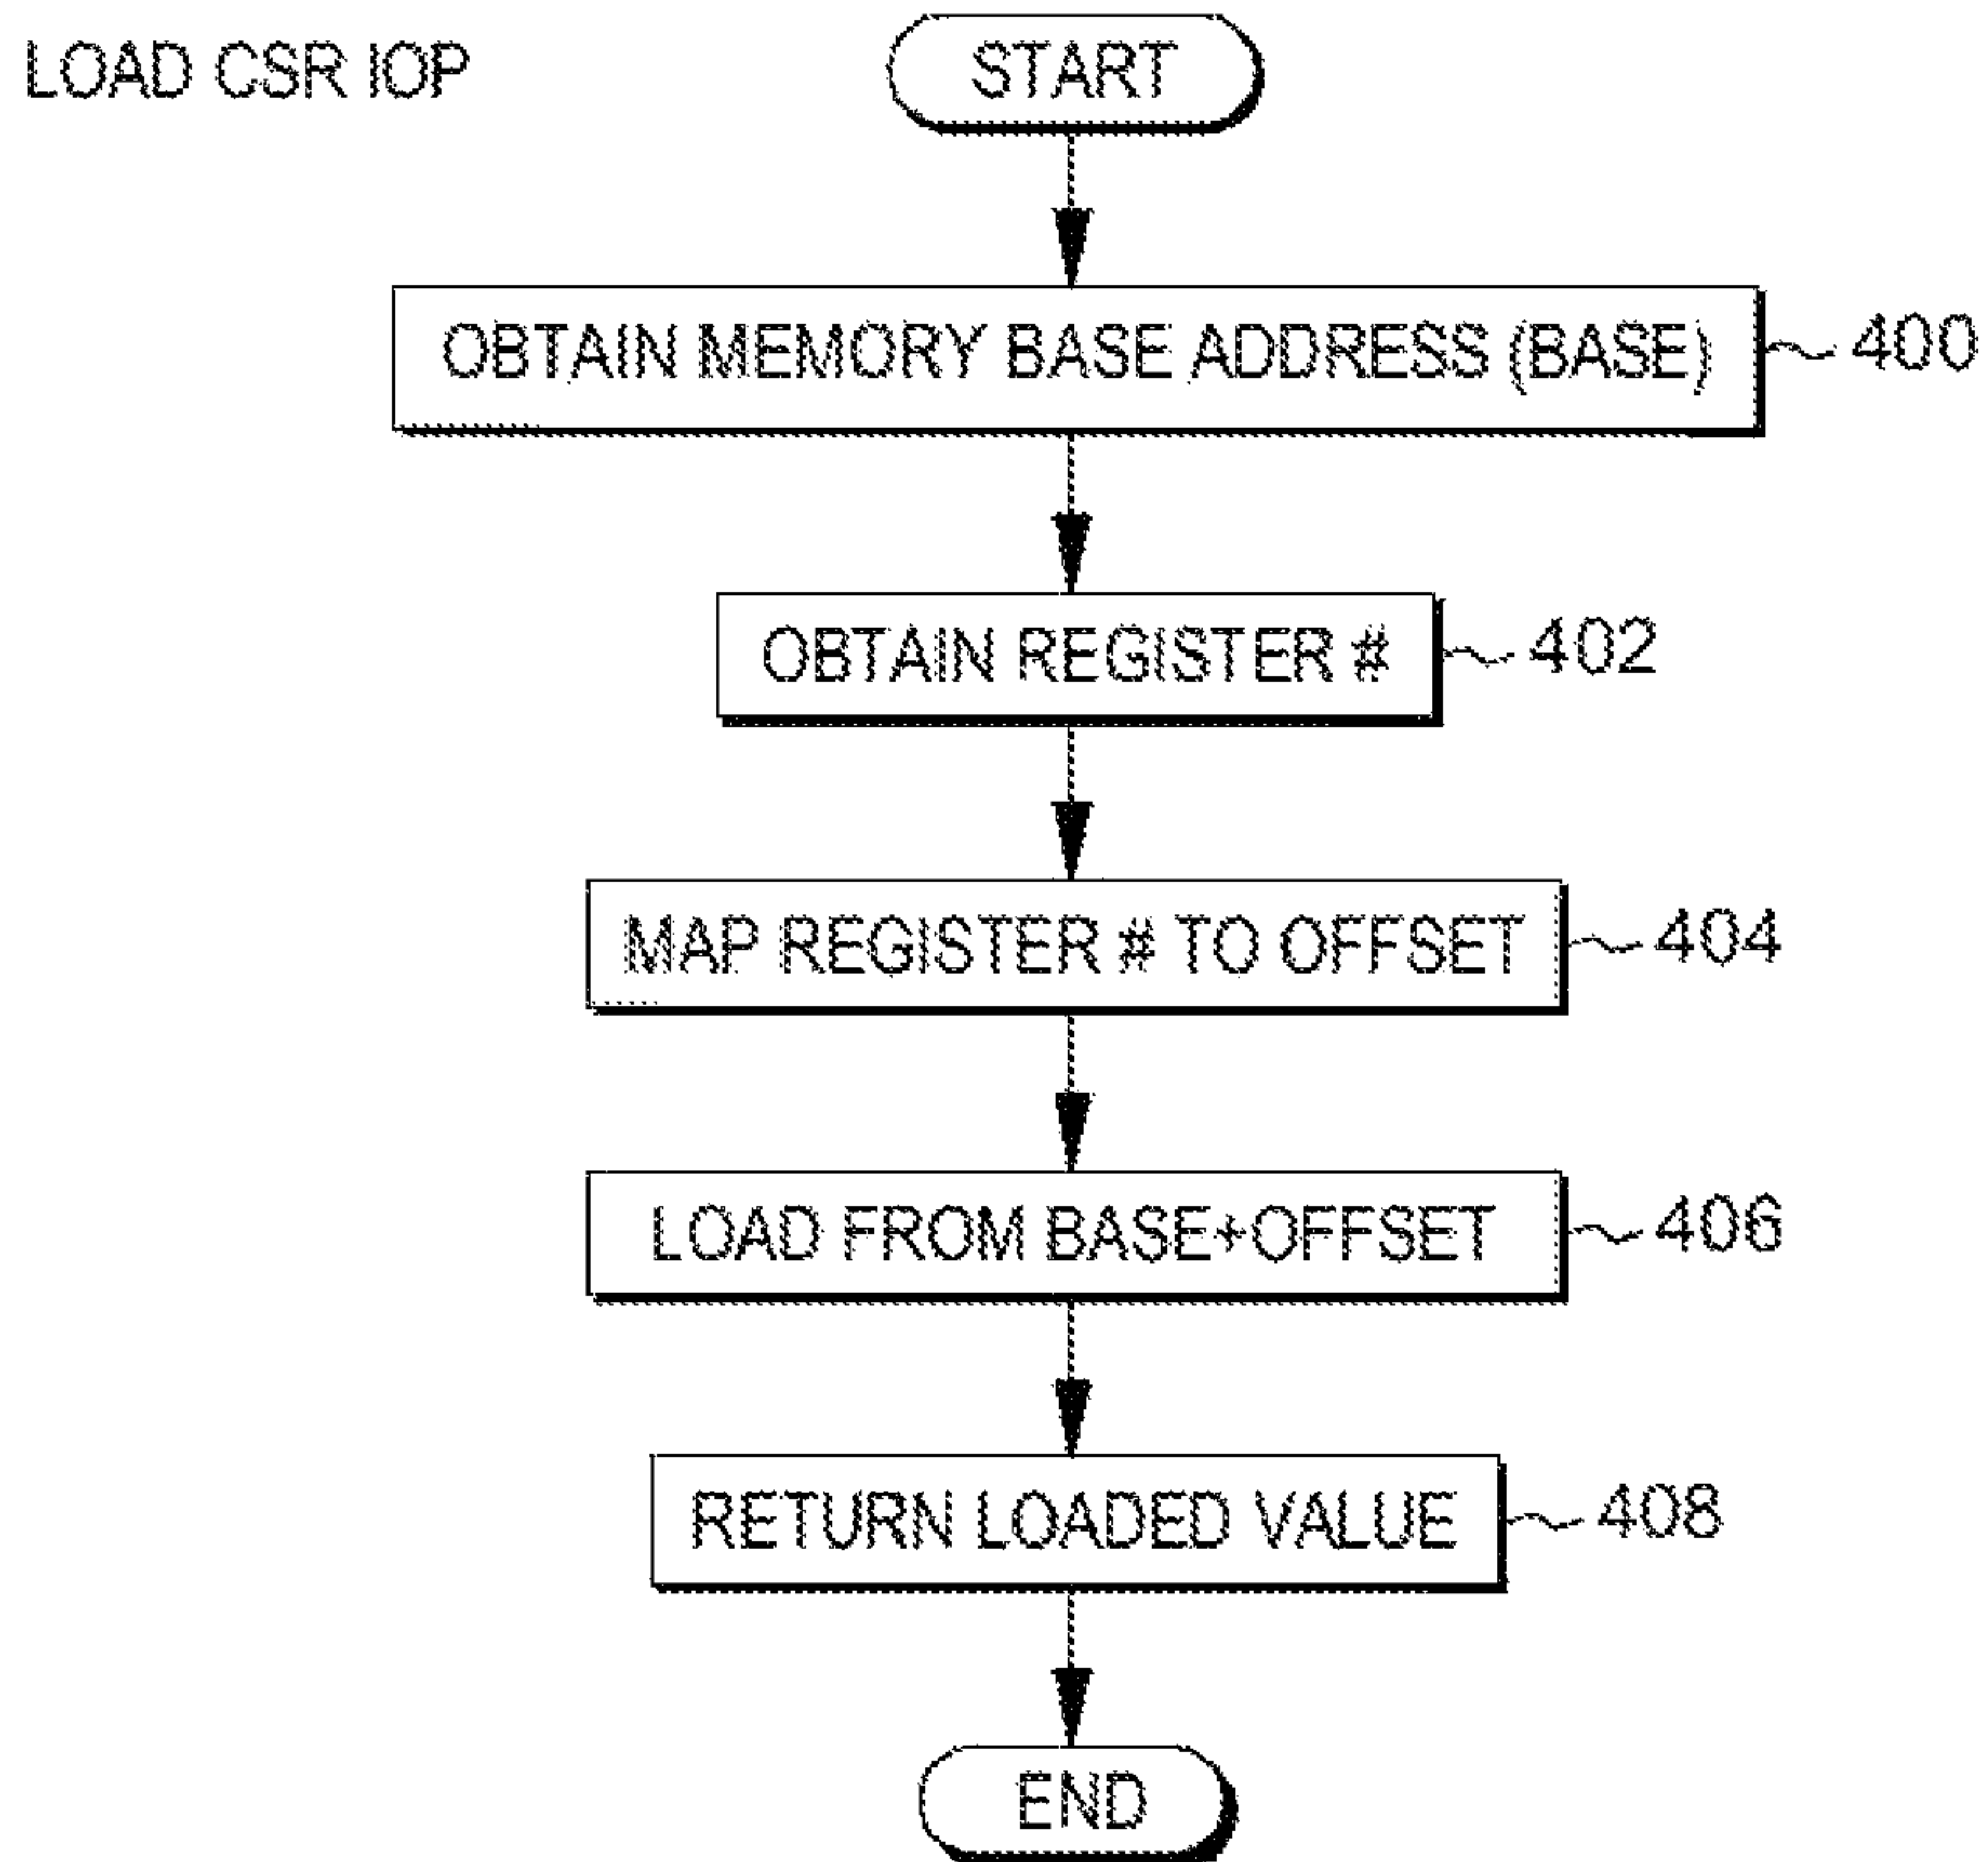 LOAD CSR IOP
START
OBTAIN MEMORY BASE ADDRESS (BASE)
400
OBTAIN REGISTER #
402
MAP REGISTER # TO OFFSET
404
LOAD FROM BASE+OFFSET
406
RETURN LOADED VALUE
408
END